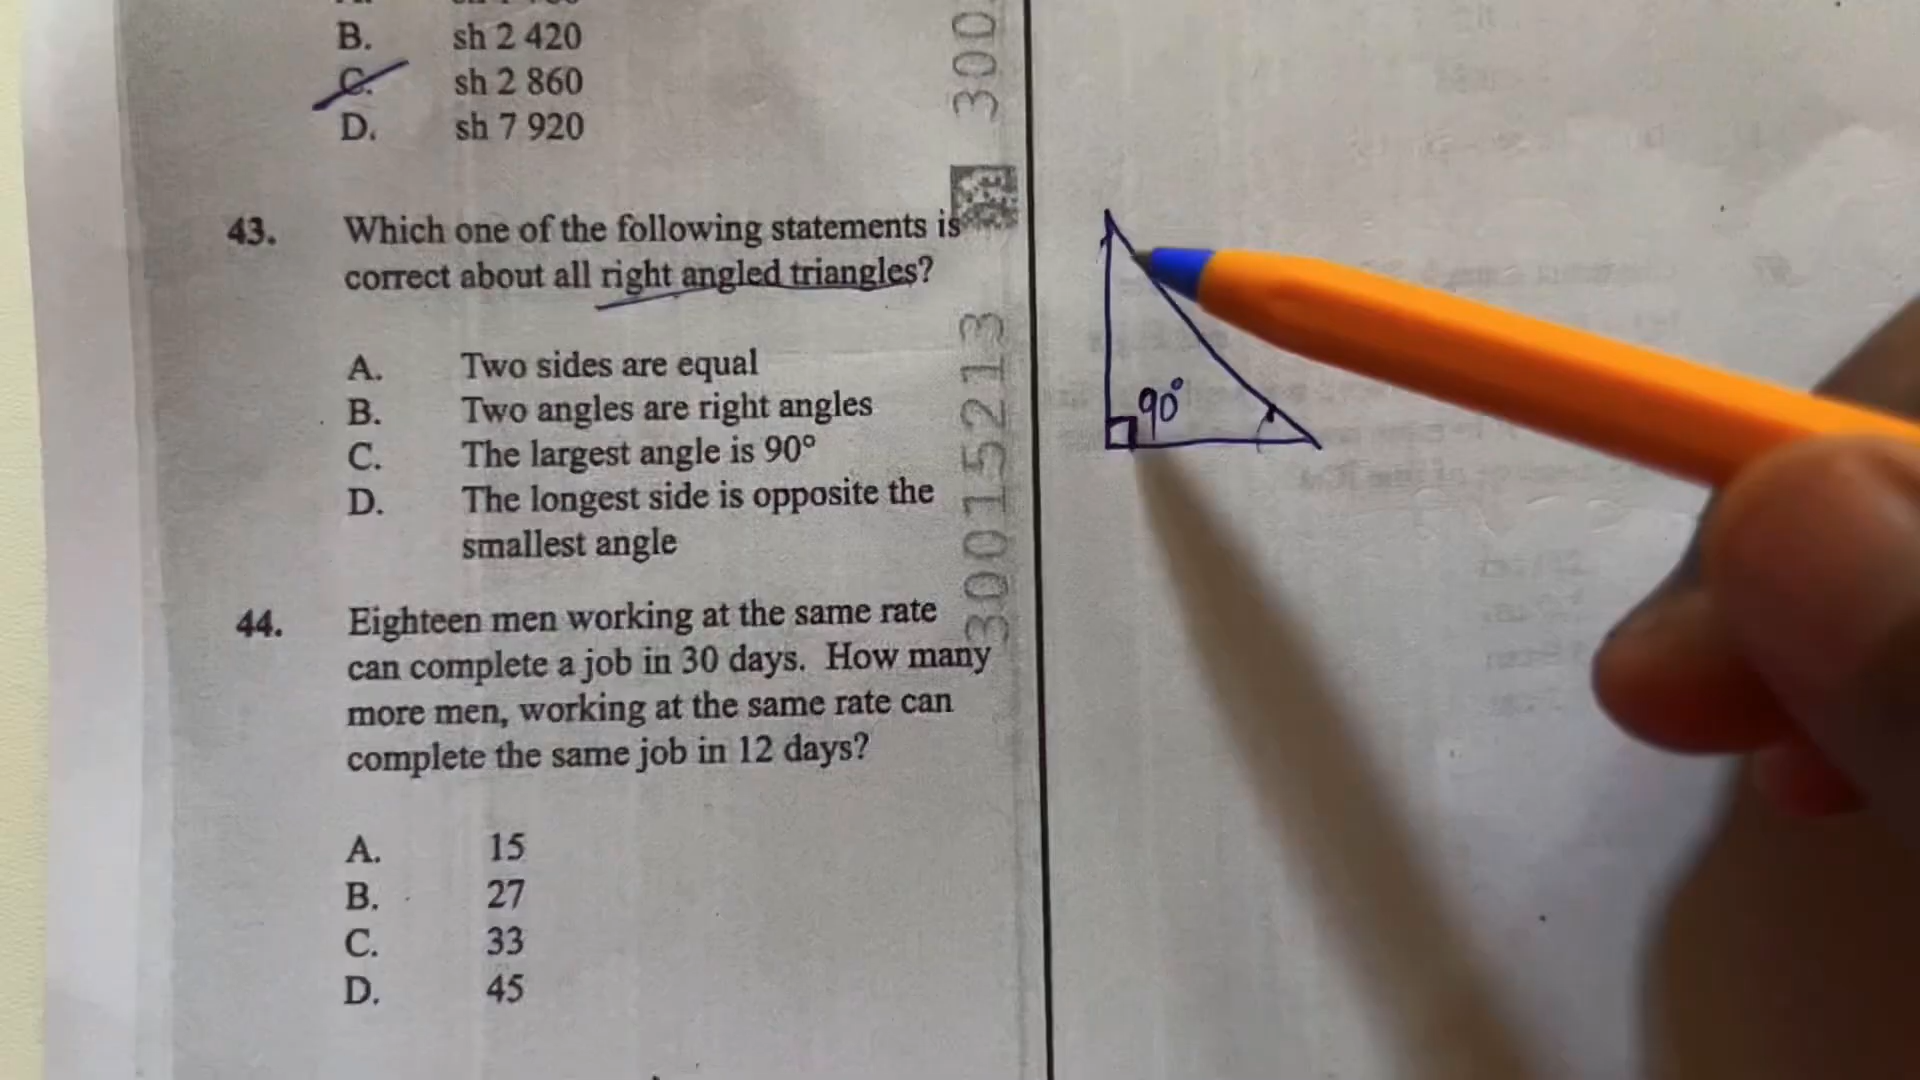 B. sh 2 420
C. sh 2 860
D. sh 7 920
43. Which one of the following statements is
correct about all right angled triangles?
A. Two sides are equal
B. Two angles are right angles
C. The largest angle is 90°
D. The longest side is opposite the
smallest angle
44. Eighteen men working at the same rate
can complete a job in 30 days. How many
more men, working at the same rate can
complete the same job in 12 days?
A. 15
B. 27
C. 33
D. 45
300
30015213
90°